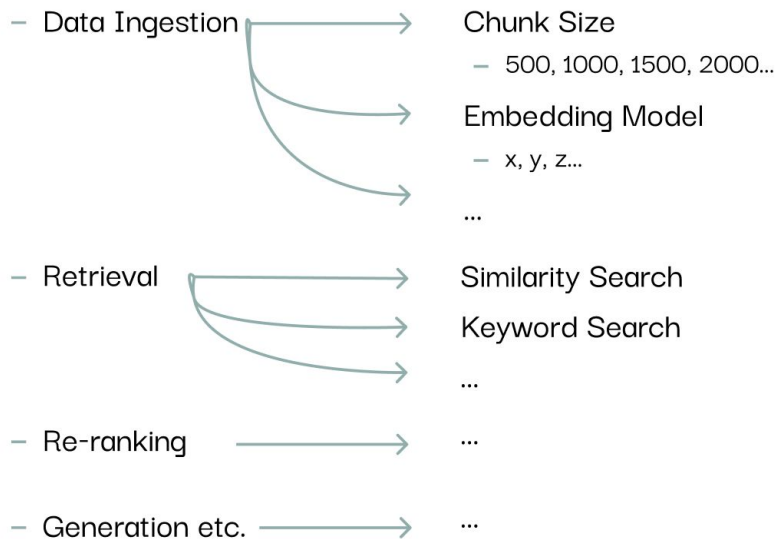 – Data Ingestion
Chunk Size
– 500, 1000, 1500, 2000...
Embedding Model
– x, y, z...
...
– Retrieval
Similarity Search
Keyword Search
...
– Re-ranking
...
– Generation etc.
...